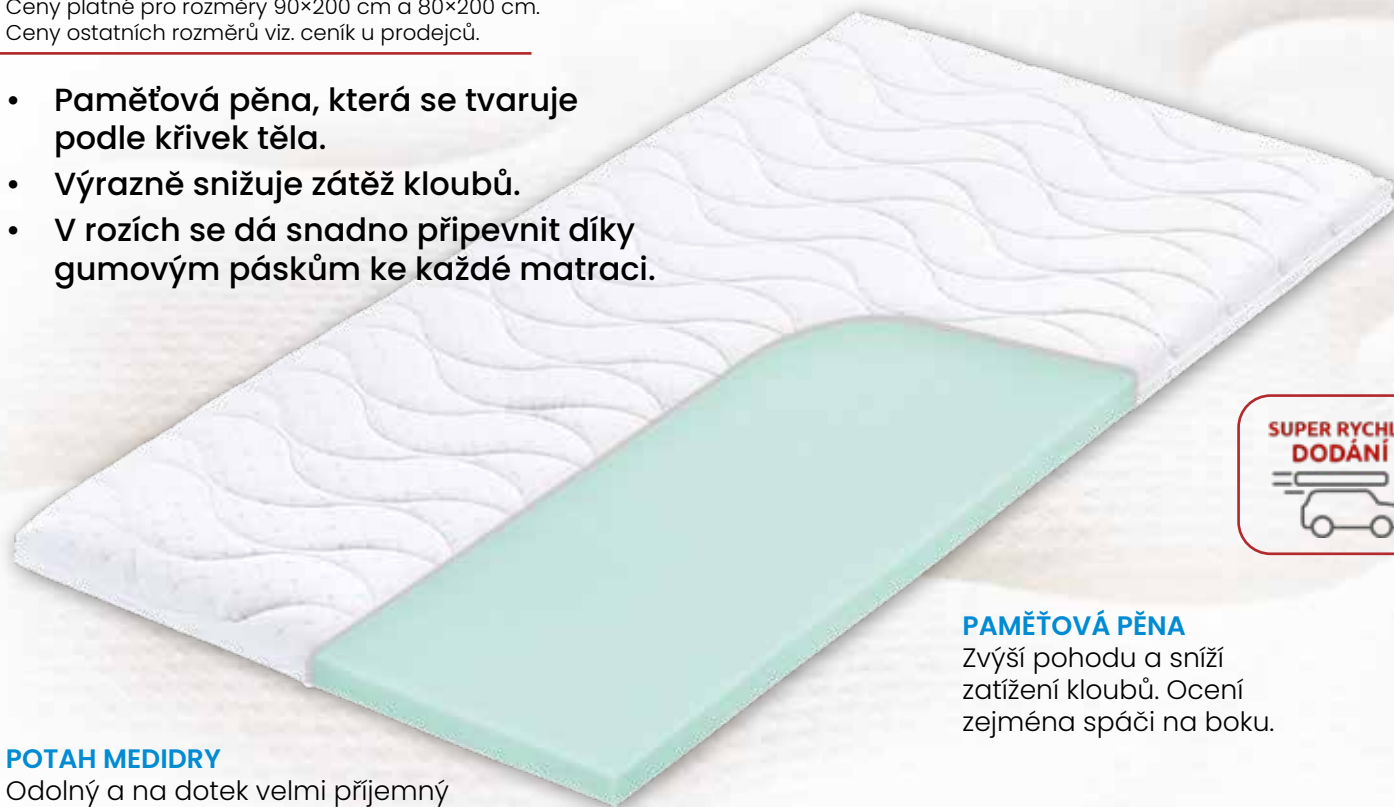 Ceny platné pro rozměry 90×200 cm a 80×200 cm.
Ceny ostatních rozměrů viz. ceník u prodejců.
• Paměťová pěna, která se tvaruje
podle křivek těla.
• Výrazně snižuje zátěž kloubů.
• V rozích se dá snadno připevnit díky
gumovým páskům ke každé matraci.
SUPER RYCHL
DODÁNÍ
PAMĚŤOVÁ PĚNA
Zvýší pohodu a sníží
zatížení kloubů. Ocení
zejména spáči na boku.
POTAH MEDIDRY
Odolný a na dotek velmi příjemný